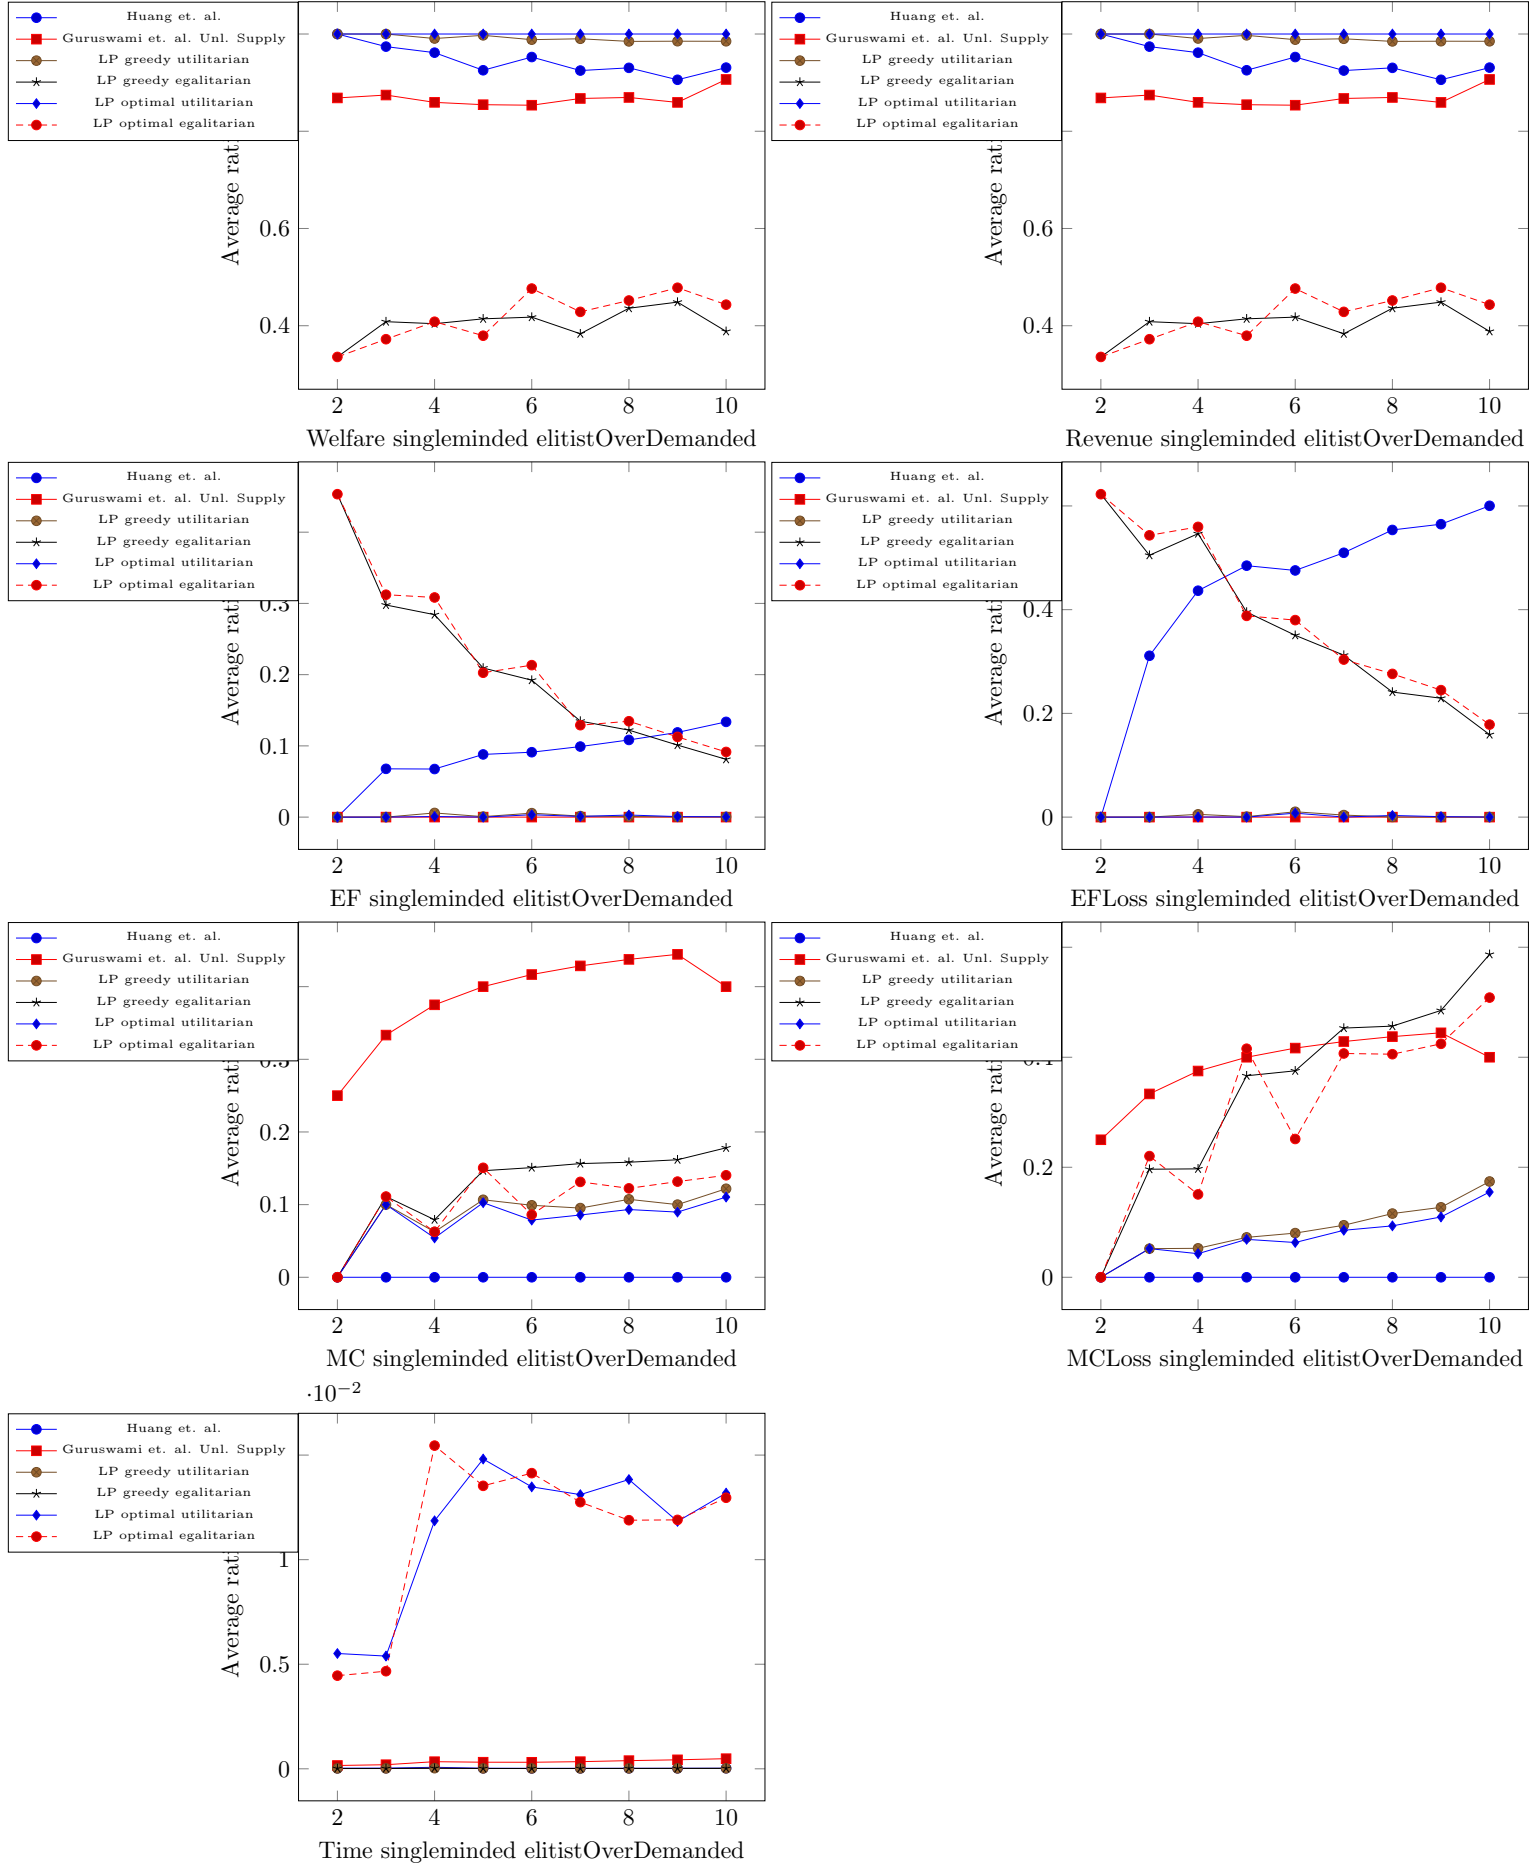 Huang et. al.
Guruswami et. al. Unl. Supply
LP greedy utilitarian
LP greedy egalitarian
LP optimal utilitarian
LP optimal egalitarian
0.6
0.4
2 4 6 8 10
Welfare singleminded elitistOverDemanded
Average
Huang et. al.
Guruswami et. al. Unl. Supply
LP greedy utilitarian
LP greedy egalitarian
LP optimal utilitarian
LP optimal egalitarian
0.6
0.4
2 4 6 8 10
Revenue singleminded elitistOverDemanded
Average
Huang et. al.
Guruswami et. al. Unl. Supply
LP greedy utilitarian
LP greedy egalitarian
LP optimal utilitarian
LP optimal egalitarian
0.3
0.2
0.1
0
2 4 6 8 10
EF singleminded elitistOverDemanded
Average
Huang et. al.
Guruswami et. al. Unl. Supply
LP greedy utilitarian
LP greedy egalitarian
LP optimal utilitarian
LP optimal egalitarian
0.4
0.2
0
2 4 6 8 10
EFLoss singleminded elitistOverDemanded
Average
Huang et. al.
Guruswami et. al. Unl. Supply
LP greedy utilitarian
LP greedy egalitarian
LP optimal utilitarian
LP optimal egalitarian
0.3
0.2
0.1
0
2 4 6 8 10
MC singleminded elitistOverDemanded
Average
Huang et. al.
Guruswami et. al. Unl. Supply
LP greedy utilitarian
LP greedy egalitarian
LP optimal utilitarian
LP optimal egalitarian
0.4
0.2
0
2 4 6 8 10
MCLoss singleminded elitistOverDemanded
Average
·10⁻²
Huang et. al.
Guruswami et. al. Unl. Supply
LP greedy utilitarian
LP greedy egalitarian
LP optimal utilitarian
LP optimal egalitarian
1
0.5
0
2 4 6 8 10
Time singleminded elitistOverDemanded
Average